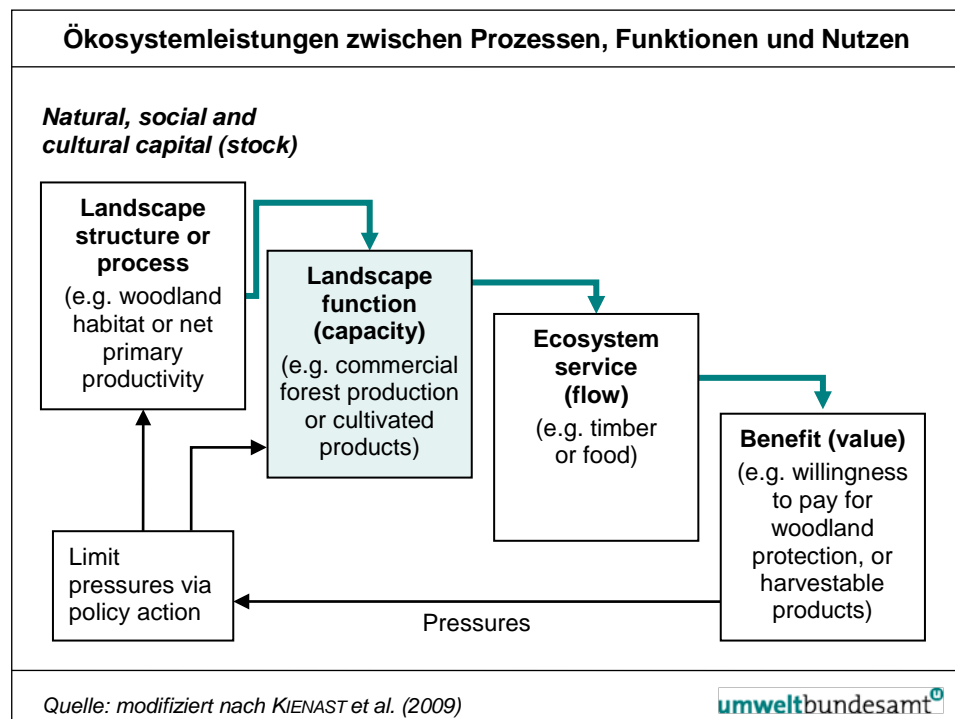 Ökosystemleistungen zwischen Prozessen, Funktionen und Nutzen
Natural, social and
cultural capital (stock)
Landscape
structure or
process
(e.g. woodland
habitat or net
primary
productivity
Landscape
function
(capacity)
(e.g. commercial
forest production
or cultivated
products)
Ecosystem
service
(flow)
(e.g. timber
or food)
Benefit (value)
(e.g. willingness
to pay for
woodland
protection, or
harvestable
products)
Limit
pressures via
policy action
Pressures
Quelle: modifiziert nach KIENAST et al. (2009)
umweltbundesamt u